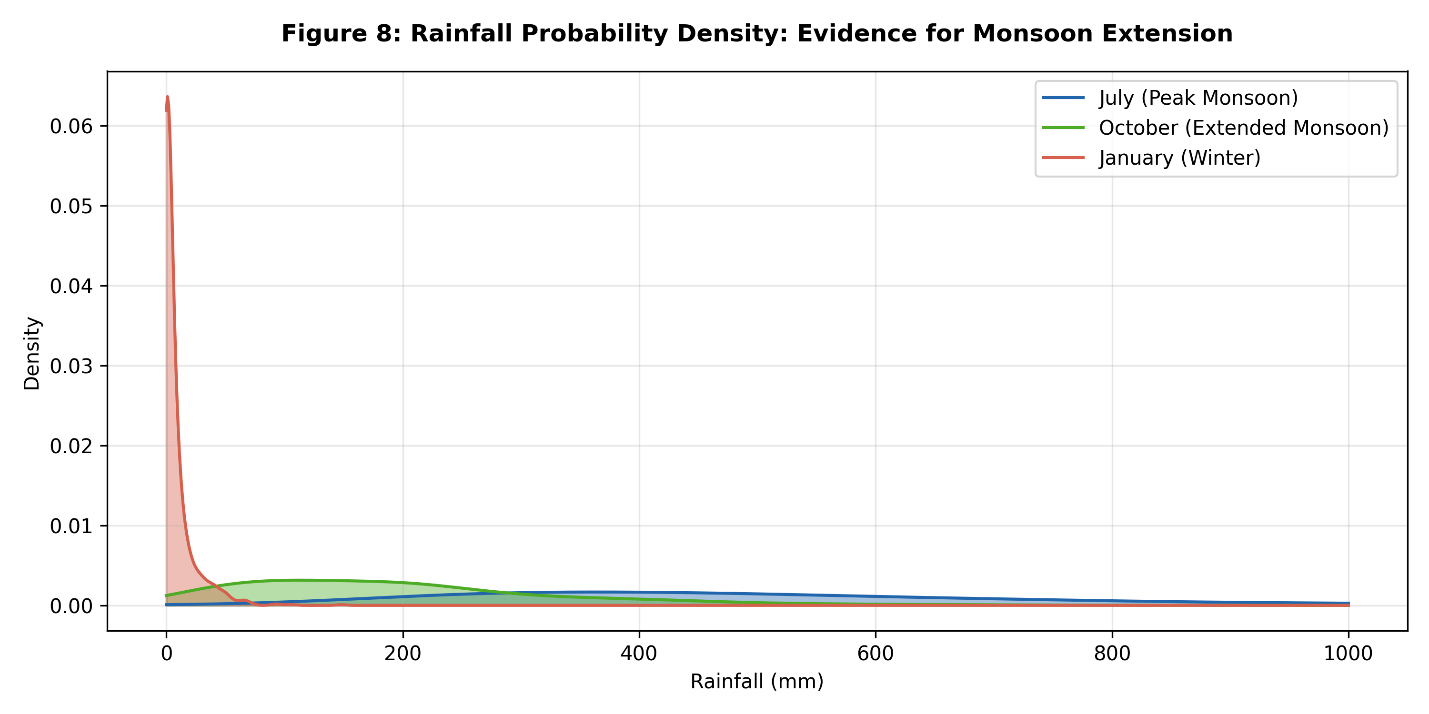 Figure 8: Rainfall Probability Density: Evidence for Monsoon Extension
July (Peak Monsoon)
October (Extended Monsoon)
January (Winter)
Density
0.06
0.05
0.04
0.03
0.02
0.01
0.00
0 200 400 600 800 1000
Rainfall (mm)